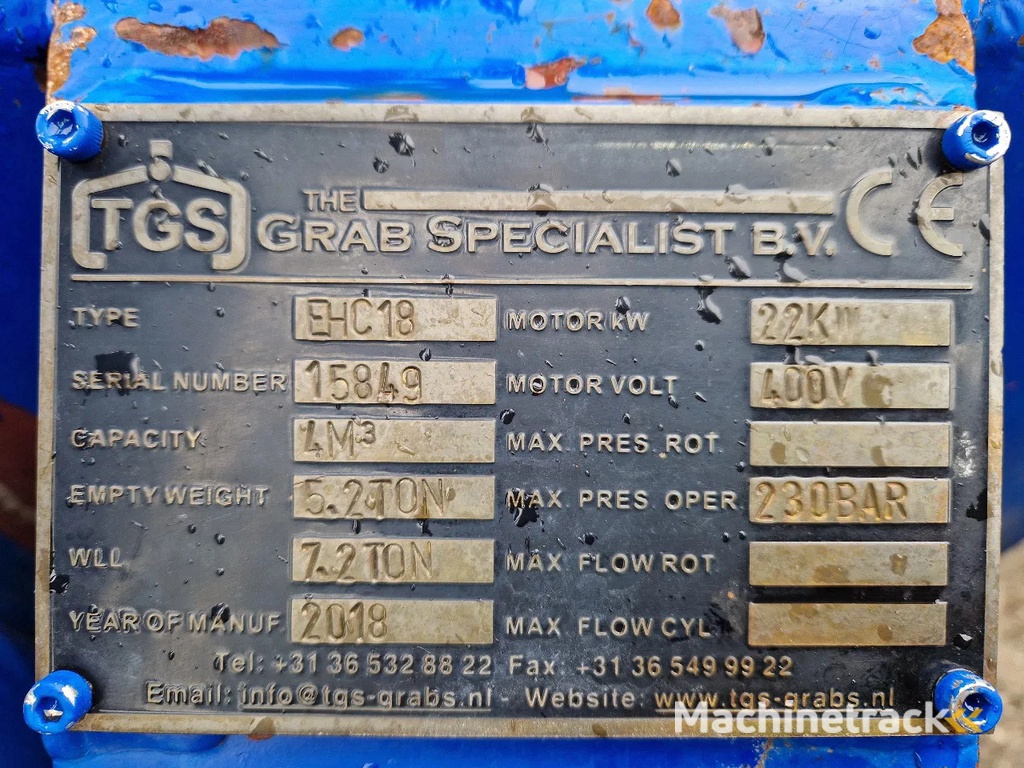 TGS THE GRAB SPECIALIST B.V. CE
TYPE EHC18 MOTOR kW 22KW
SERIAL NUMBER 15849 MOTOR VOLT 400V
CAPACITY 4M³ MAX PRES ROT
EMPTY WEIGHT 5.2TON MAX PRES OPER 230BAR
WLL 7.2TON MAX FLOW ROT
YEAR OF MANUF 2018 MAX FLOW CYL
Tel: +31 36 532 88 22 Fax: +31 36 549 99 22
Email: info@tgs-grabs.nl - Website: www.tgs-grabs.nl
Machinetrack